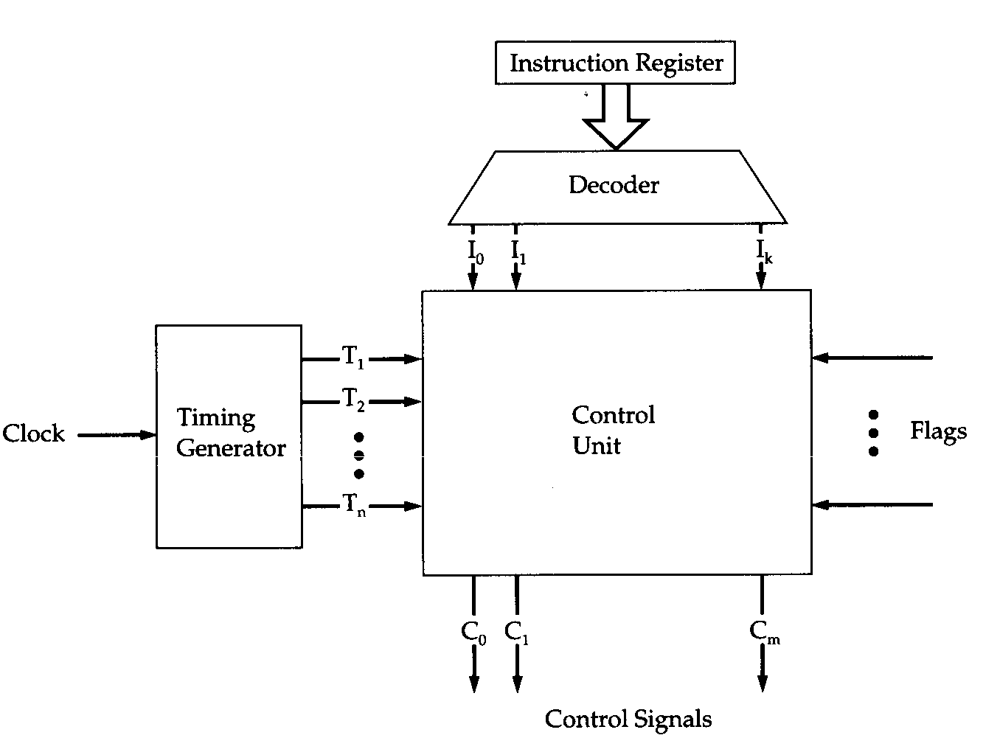 Instruction Register
Decoder
I0 I1 Ik
T1
T2
Tn
Clock
Timing
Generator
Control
Unit
Flags
C0 C1 Cm
Control Signals